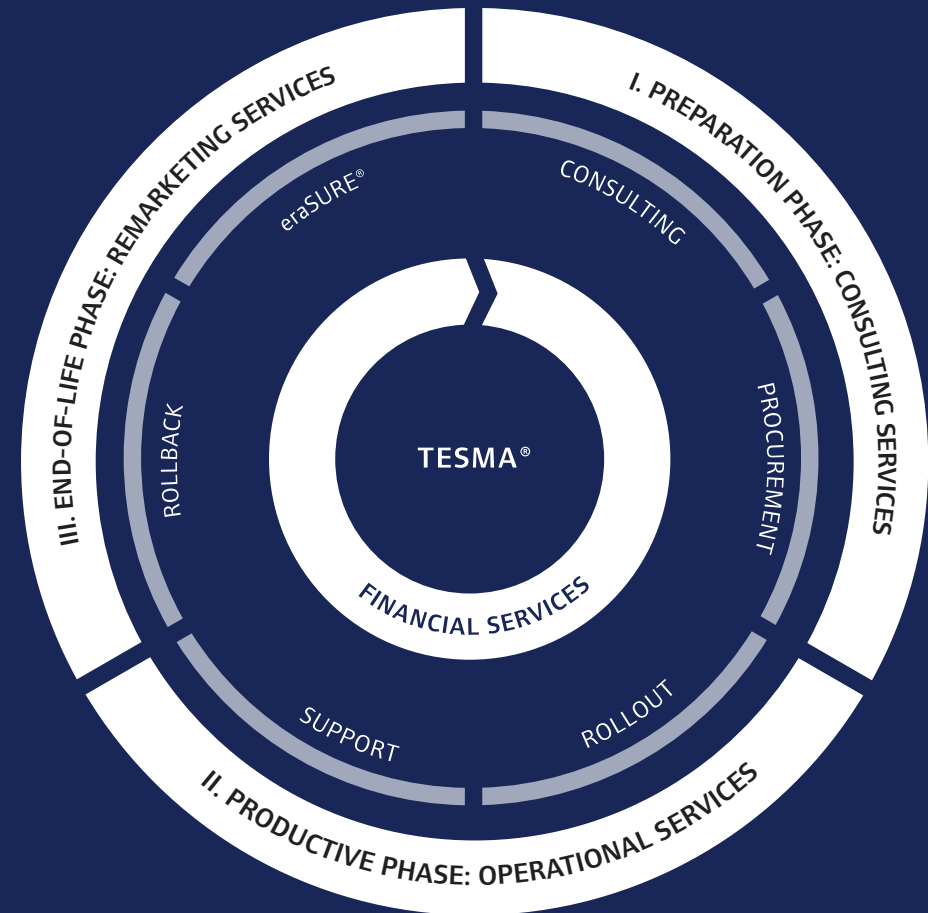 I. PREPARATION PHASE: CONSULTING SERVICES
II. PRODUCTIVE PHASE: OPERATIONAL SERVICES
III. END-OF-LIFE PHASE: REMARKETING SERVICES
CONSULTING
PROCUREMENT
ROLLOUT
SUPPORT
ROLLBACK
eraSURE®
FINANCIAL SERVICES
TESMA®